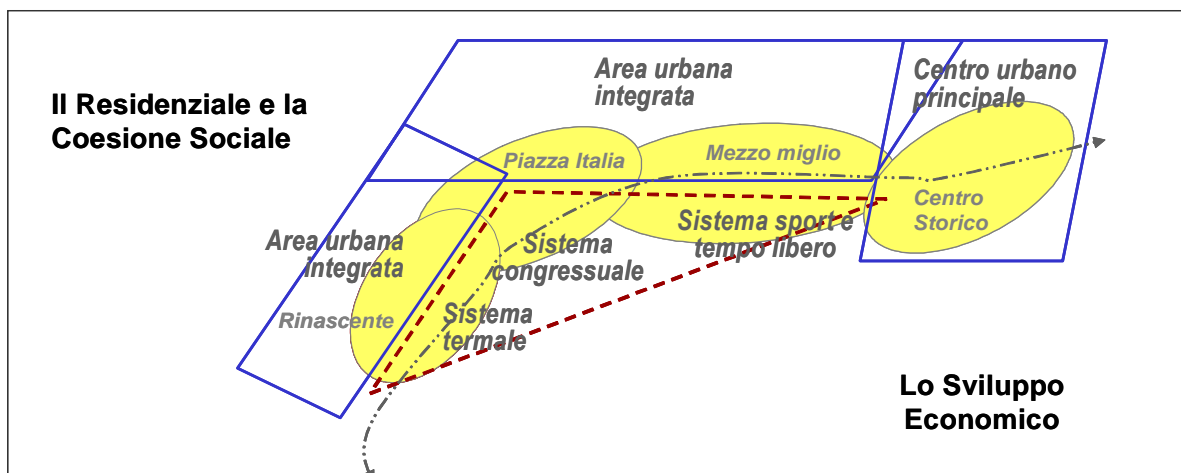 Il Residenziale e la
Coesione Sociale
Area urbana
integrata
Centro urbano
principale
Piazza Italia
Mezzo miglio
Centro
Storico
Sistema sport e
tempo libero
Area urbana
integrata
Sistema
congressuale
Rinascente
Sistema
termale
Lo Sviluppo
Economico